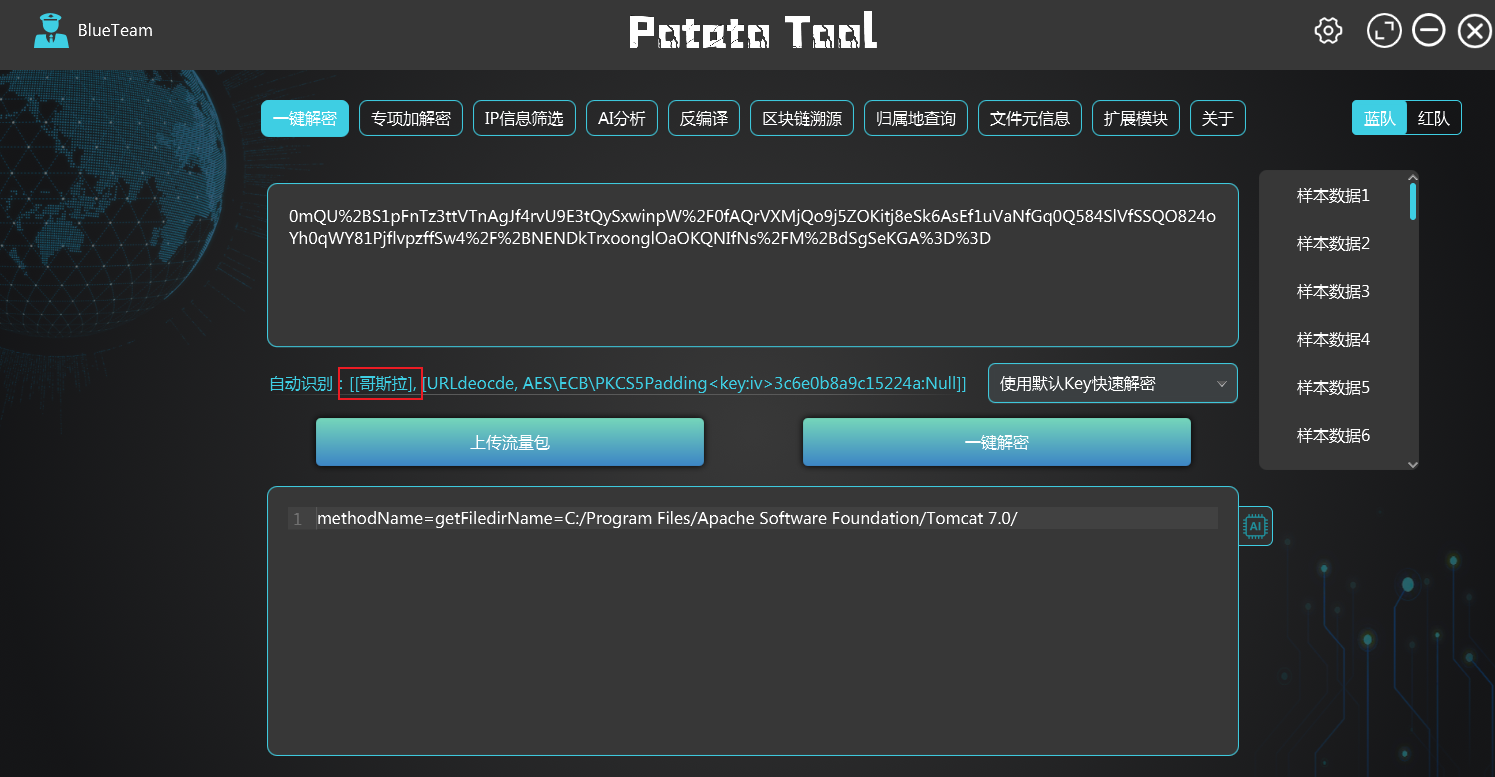 BlueTeam
Potato Tool
一键解密 专项加解密 IP信息筛选 AI分析 反编译 区块链溯源 归属地查询 文件元信息 扩展模块 关于 蓝队 红队
0mQU%2BS1pFnTz3ttVTnAgJf4rvU9E3tQySxwinpW%2F0fAQrVXMjQo9j5ZOKitj8eSk6AsEf1uVaNfGq0Q584SlVfSSQO824o
Yh0qWY81PjflvpzffSw4%2F%2BNENDkTrxoonglOaOKQNIfNs%2FM%2BdSgSeKGA%3D%3D
样本数据1
样本数据2
样本数据3
样本数据4
样本数据5
样本数据6
自动识别：[[哥斯拉], [URLdeocde, AES\ECB\PKCS5Padding<key:iv>3c6e0b8a9c15224a:Null]]
使用默认Key快速解密
上传流量包 一键解密
1 methodName=getFiledirName=C:/Program Files/Apache Software Foundation/Tomcat 7.0/
AI